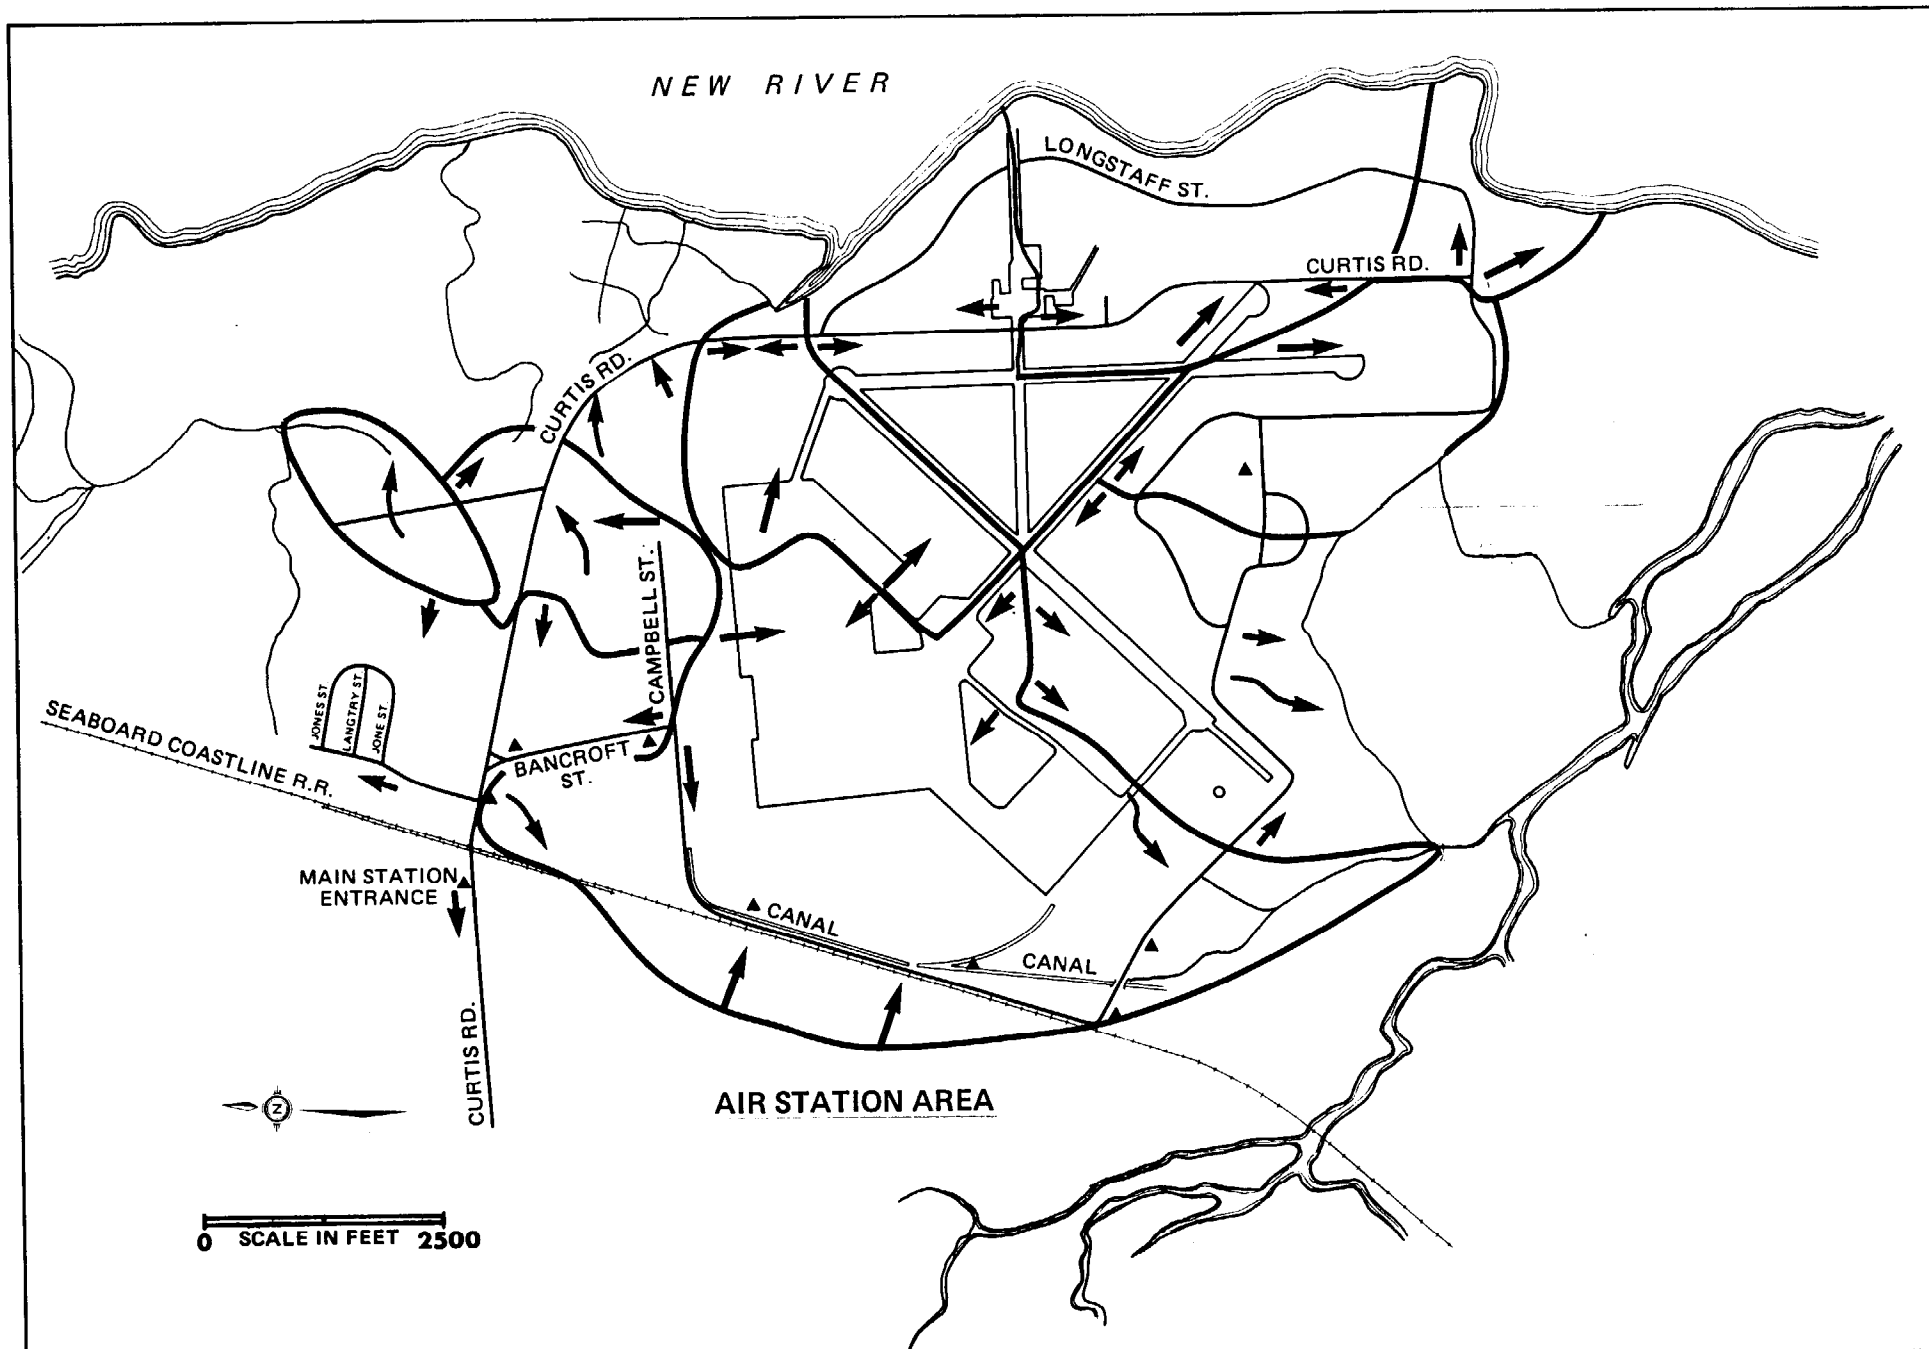 NEW RIVER
LONGSTAFF ST.
CURTIS RD.
CURTIS RD.
CAMPBELL ST.
JONES ST.
LANGTRY ST.
JONE ST.
SEABOARD COASTLINE R.R.
BANCROFT
ST.
MAIN STATION
ENTRANCE
CANAL
CANAL
CURTIS RD.
AIR STATION AREA
N
0 SCALE IN FEET 2500